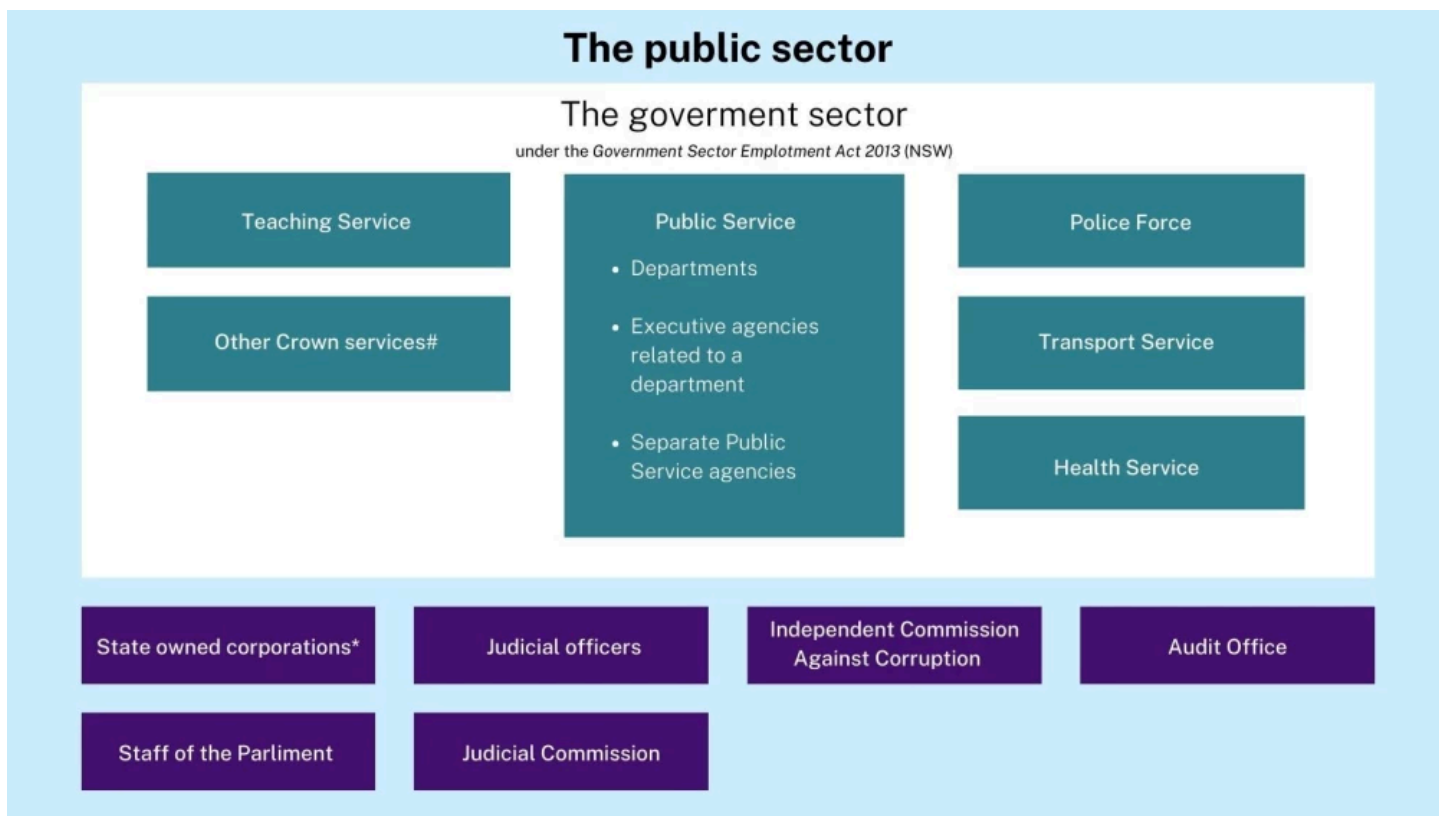 The public sector
The goverment sector
under the Government Sector Emplotment Act 2013 (NSW)
Teaching Service
Other Crown services#
Public Service
• Departments
• Executive agencies
related to a
department
• Separate Public
Service agencies
Police Force
Transport Service
Health Service
State owned corporations*
Judicial officers
Independent Commission
Against Corruption
Audit Office
Staff of the Parliment
Judicial Commission